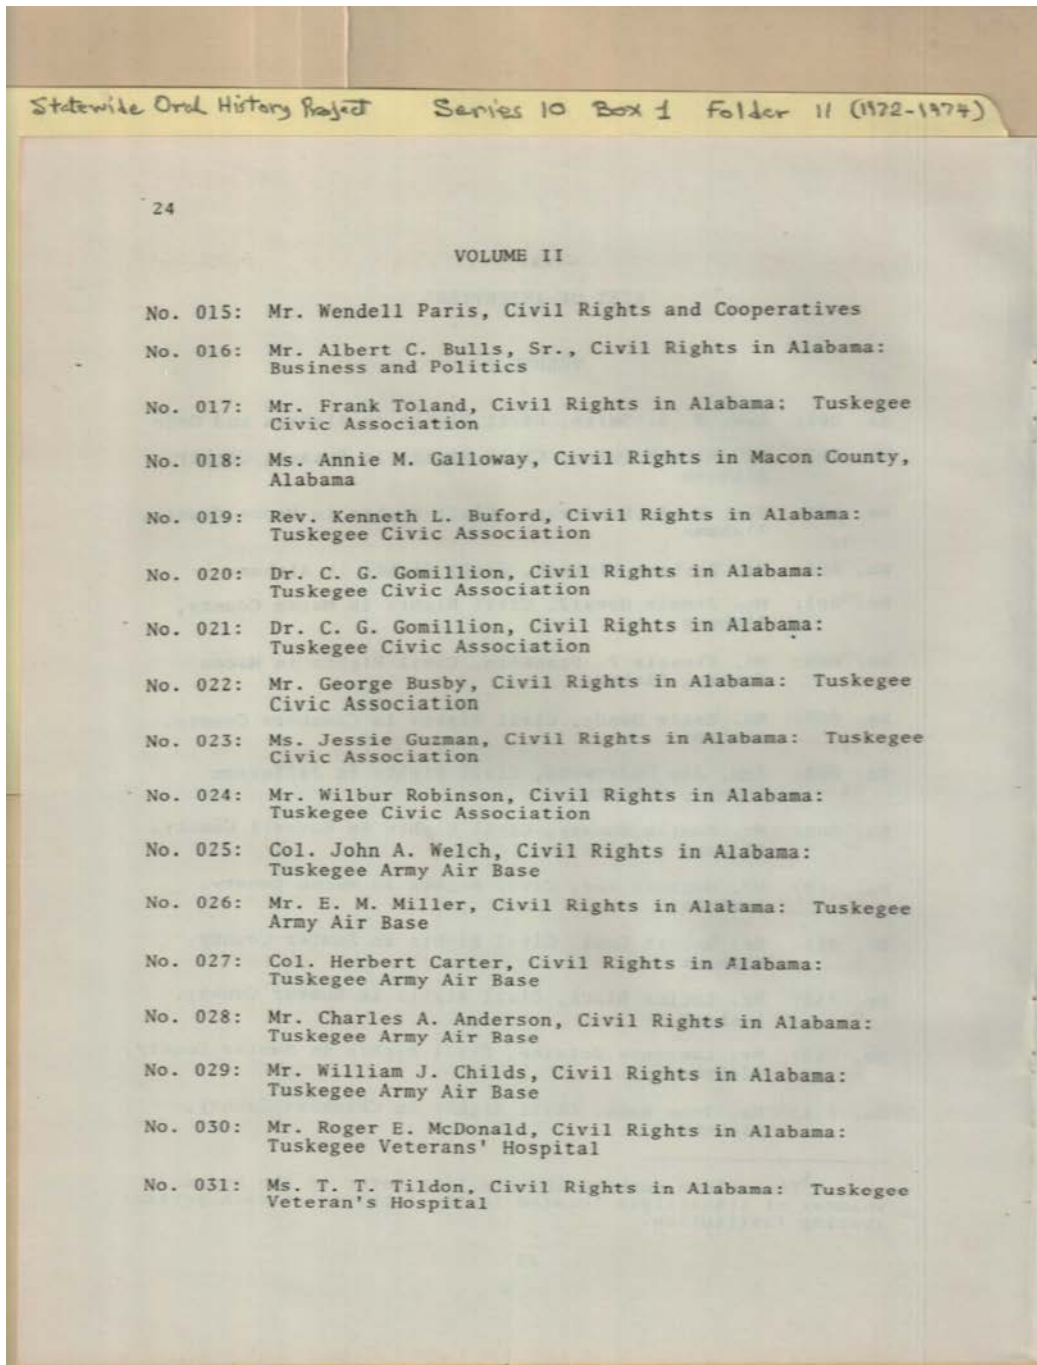 Statewide Oral History Project Series 10 Box 1 Folder 11 (1972-1974)
24
VOLUME II
No. 015: Mr. Wendell Paris, Civil Rights and Cooperatives
No. 016: Mr. Albert C. Bulls, Sr., Civil Rights in Alabama:
Business and Politics
No. 017: Mr. Frank Toland, Civil Rights in Alabama: Tuskegee
Civic Association
No. 018: Ms. Annie M. Galloway, Civil Rights in Macon County,
Alabama
No. 019: Rev. Kenneth L. Buford, Civil Rights in Alabama:
Tuskegee Civic Association
No. 020: Dr. C. G. Gomillion, Civil Rights in Alabama:
Tuskegee Civic Association
No. 021: Dr. C. G. Gomillion, Civil Rights in Alabama:
Tuskegee Civic Association
No. 022: Mr. George Busby, Civil Rights in Alabama: Tuskegee
Civic Association
No. 023: Ms. Jessie Guzman, Civil Rights in Alabama: Tuskegee
Civic Association
No. 024: Mr. Wilbur Robinson, Civil Rights in Alabama:
Tuskegee Civic Association
No. 025: Col. John A. Welch, Civil Rights in Alabama:
Tuskegee Army Air Base
No. 026: Mr. E. M. Miller, Civil Rights in Alabama: Tuskegee
Army Air Base
No. 027: Col. Herbert Carter, Civil Rights in Alabama:
Tuskegee Army Air Base
No. 028: Mr. Charles A. Anderson, Civil Rights in Alabama:
Tuskegee Army Air Base
No. 029: Mr. William J. Childs, Civil Rights in Alabama:
Tuskegee Army Air Base
No. 030: Mr. Roger E. McDonald, Civil Rights in Alabama:
Tuskegee Veterans' Hospital
No. 031: Ms. T. T. Tildon, Civil Rights in Alabama: Tuskegee
Veteran's Hospital